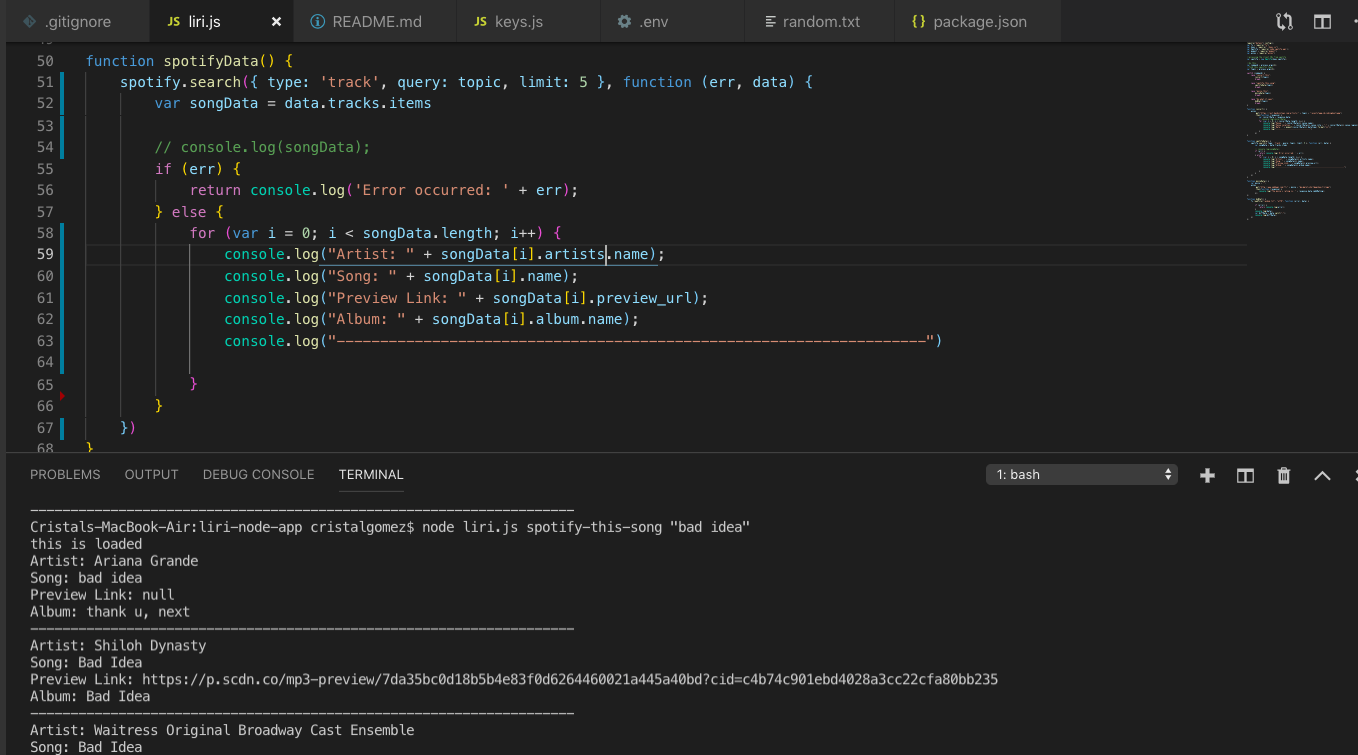 .gitignore
JS liri.js ×
README.md
JS keys.js
.env
random.txt
{} package.json
50 function spotifyData() {
51 spotify.search({ type: 'track', query: topic, limit: 5 }, function (err, data) {
52 var songData = data.tracks.items
53
54 // console.log(songData);
55 if (err) {
56 return console.log('Error occurred: ' + err);
57 } else {
58 for (var i = 0; i < songData.length; i++) {
59 console.log("Artist: " + songData[i].artists.name);
60 console.log("Song: " + songData[i].name);
61 console.log("Preview Link: " + songData[i].preview_url);
62 console.log("Album: " + songData[i].album.name);
63 console.log("--------------------------------------------------------------------")
64
65 }
66 }
67 })
68 }
PROBLEMS OUTPUT DEBUG CONSOLE TERMINAL 1: bash
--------------------------------------------------------------------
Cristals-MacBook-Air:liri-node-app cristalgomez$ node liri.js spotify-this-song "bad idea"
this is loaded
Artist: Ariana Grande
Song: bad idea
Preview Link: null
Album: thank u, next
--------------------------------------------------------------------
Artist: Shiloh Dynasty
Song: Bad Idea
Preview Link: https://p.scdn.co/mp3-preview/7da35bc0d18b5b4e83f0d6264460021a445a40bd?cid=c4b74c901ebd4028a3cc22cfa80bb235
Album: Bad Idea
--------------------------------------------------------------------
Artist: Waitress Original Broadway Cast Ensemble
Song: Bad Idea